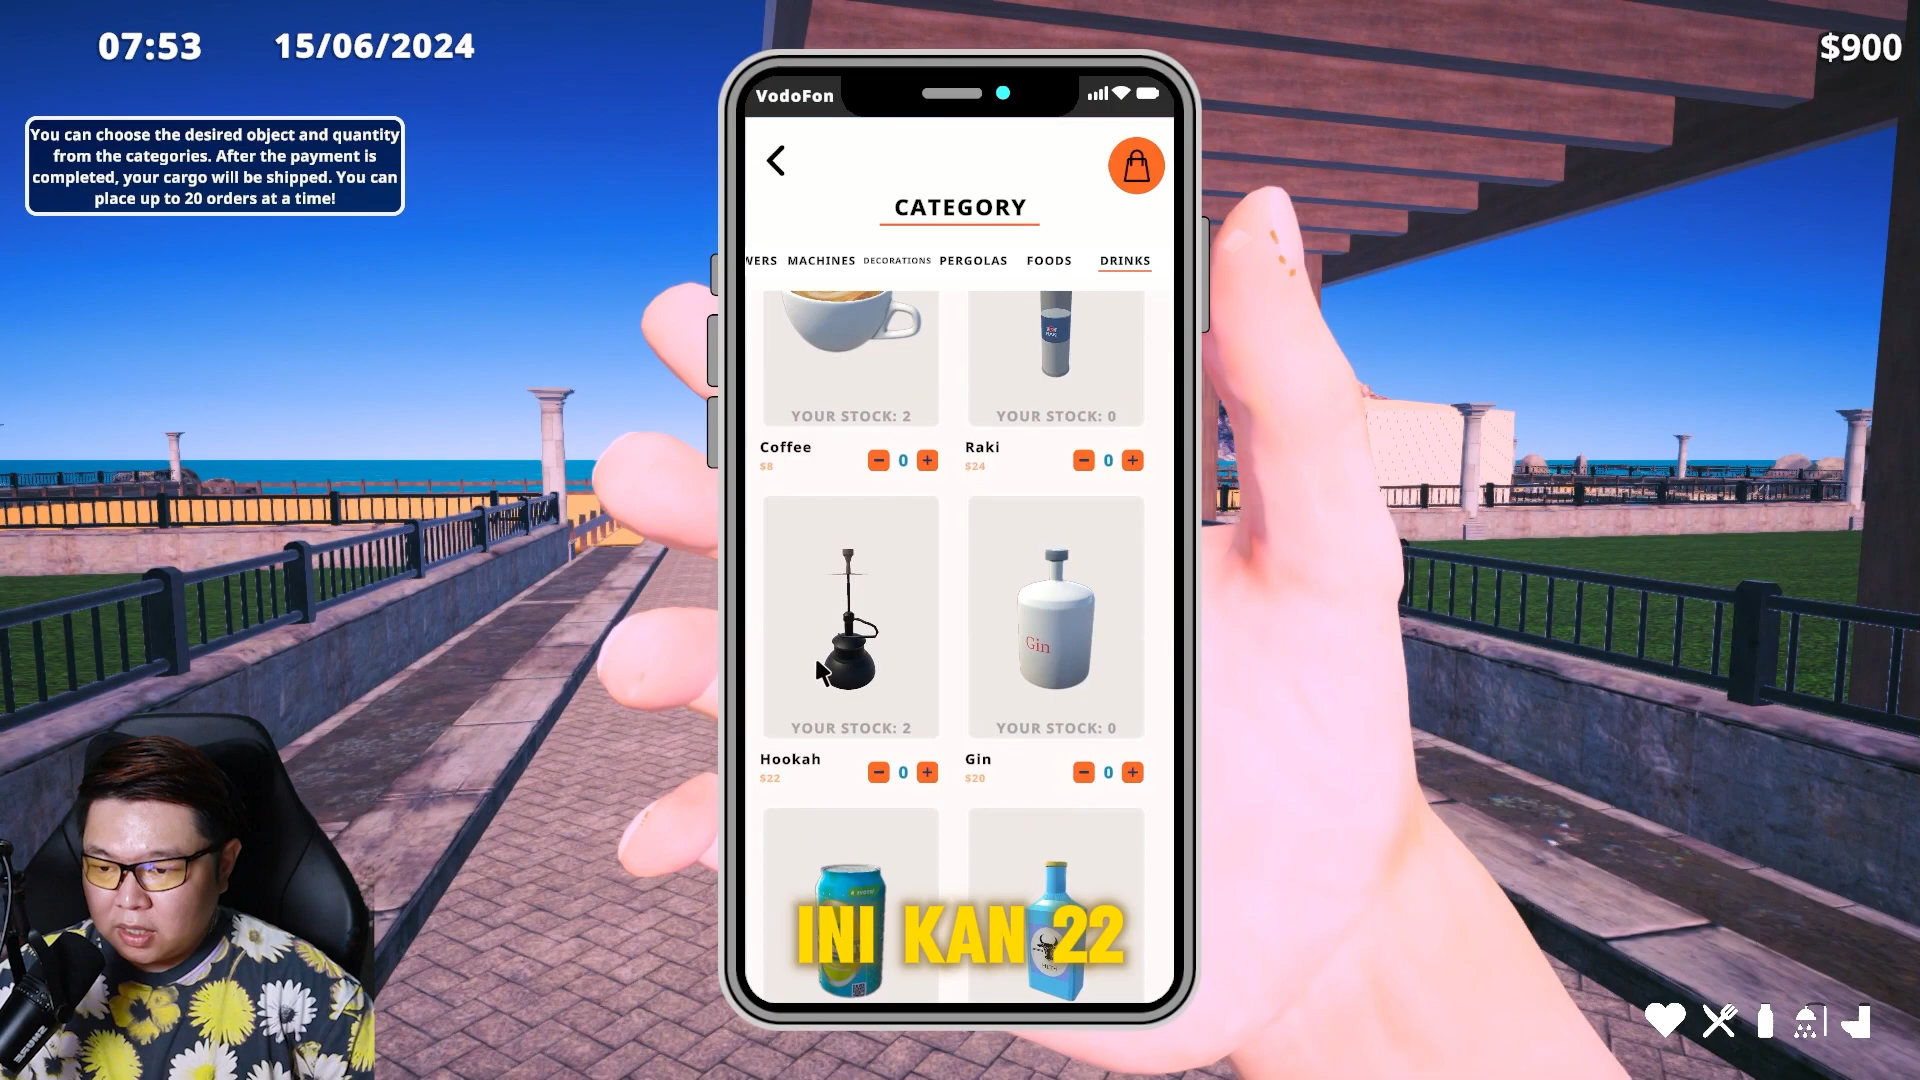 07:53 15/06/2024
$900
You can choose the desired object and quantity
from the categories. After the payment is
completed, your cargo will be shipped. You can
place up to 20 orders at a time!
VodoFon
CATEGORY
WERS MACHINES DECORATIONS PERGOLAS FOODS DRINKS
YOUR STOCK: 2 YOUR STOCK: 0
Coffee Raki
$8 - 0 + $24 - 0 +
Gin
YOUR STOCK: 2 YOUR STOCK: 0
Hookah Gin
$22 - 0 + $20 - 0 +
INI KAN 22